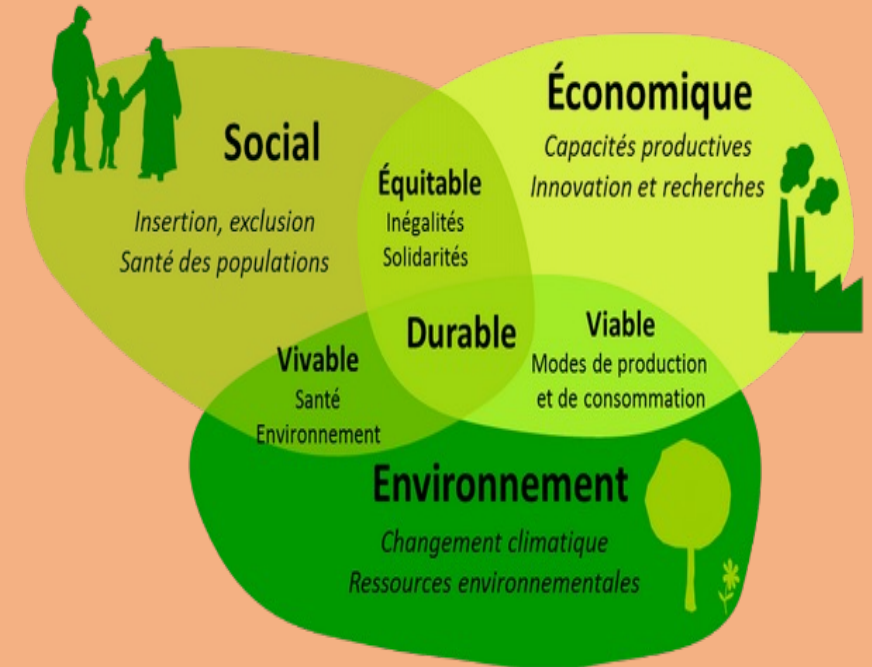 Social
Insertion, exclusion
Santé des populations
Économique
Capacités productives
Innovation et recherches
Équitable
Inégalités
Solidarités
Durable
Vivable
Santé
Environnement
Viable
Modes de production
et de consommation
Environnement
Changement climatique
Ressources environnementales